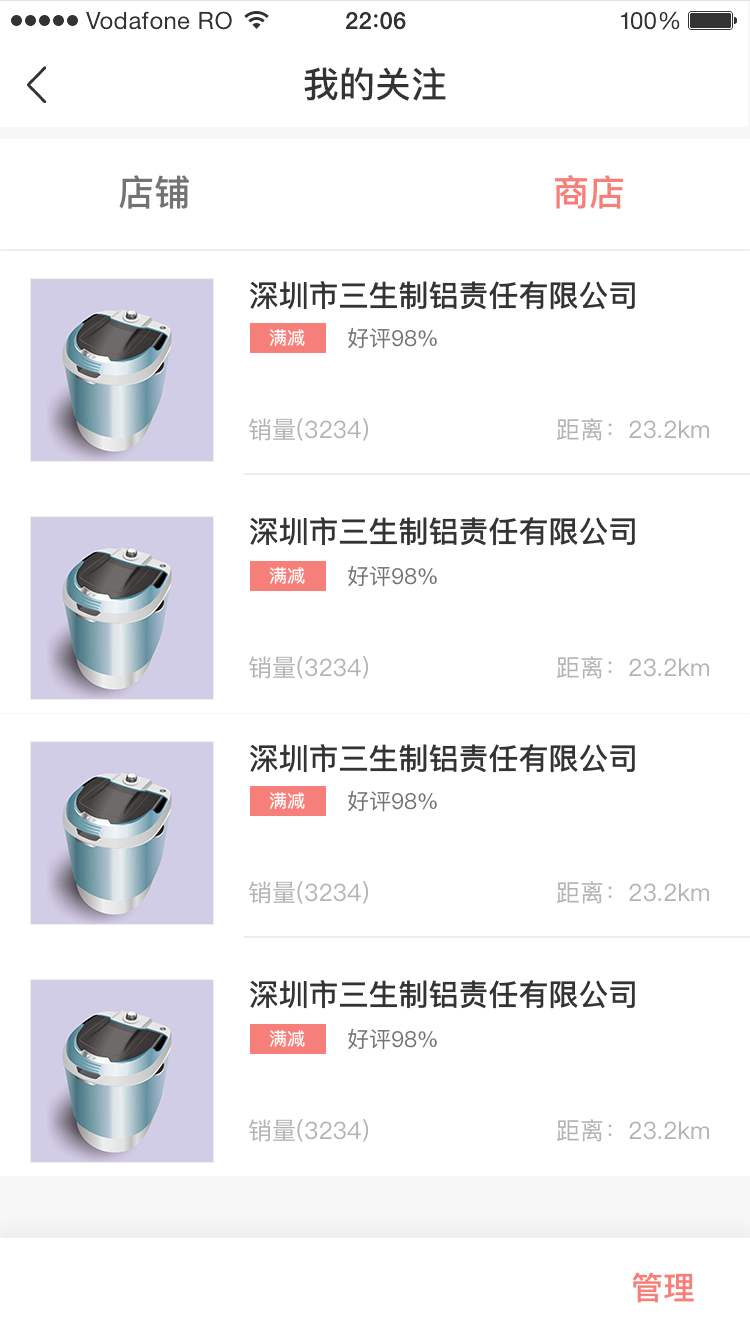 Vodafone RO 22:06 100%
我的关注
店铺 商店
深圳市三生制铝责任有限公司
满减 好评98%
销量(3234) 距离：23.2km
深圳市三生制铝责任有限公司
满减 好评98%
销量(3234) 距离：23.2km
深圳市三生制铝责任有限公司
满减 好评98%
销量(3234) 距离：23.2km
深圳市三生制铝责任有限公司
满减 好评98%
销量(3234) 距离：23.2km
管理